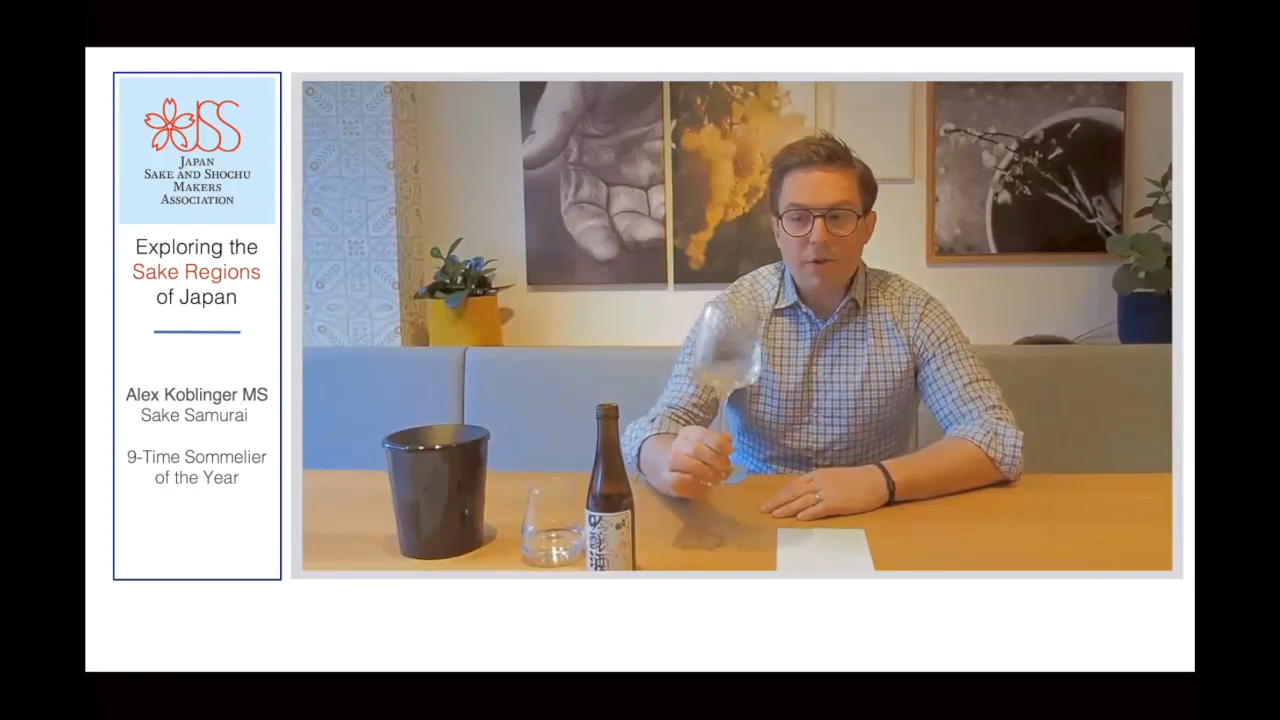 JSS
JAPAN
SAKE AND SHOCHU
MAKERS
ASSOCIATION
Exploring the
Sake Regions
of Japan
Alex Koblinger MS
Sake Samurai
9-Time Sommelier
of the Year